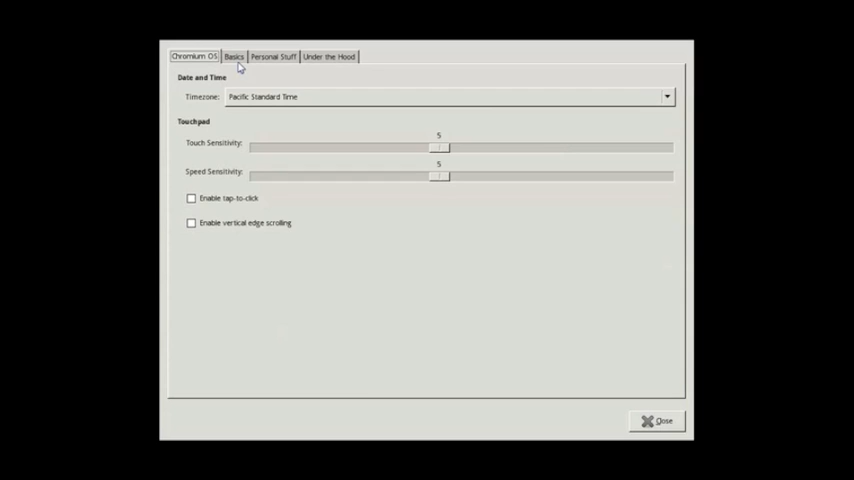 Chromium OS Basics Personal Stuff Under the Hood
Date and Time
Timezone: Pacific Standard Time
Touchpad
5
Touch Sensitivity:
5
Speed Sensitivity:
Enable tap-to-click
Enable vertical edge scrolling
Close